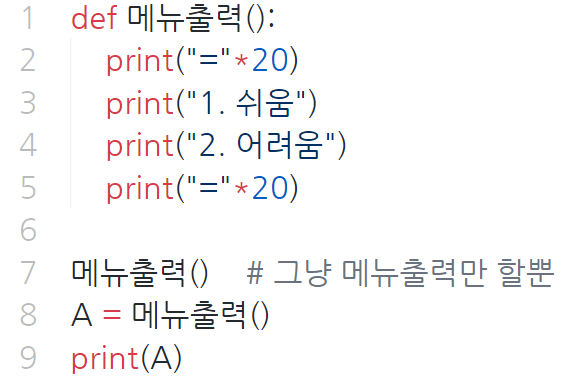 1 def 메뉴출력():
2 print("="*20)
3 print("1. 쉬움")
4 print("2. 어려움")
5 print("="*20)
6
7 메뉴출력() # 그냥 메뉴출력만 할뿐
8 A = 메뉴출력()
9 print(A)